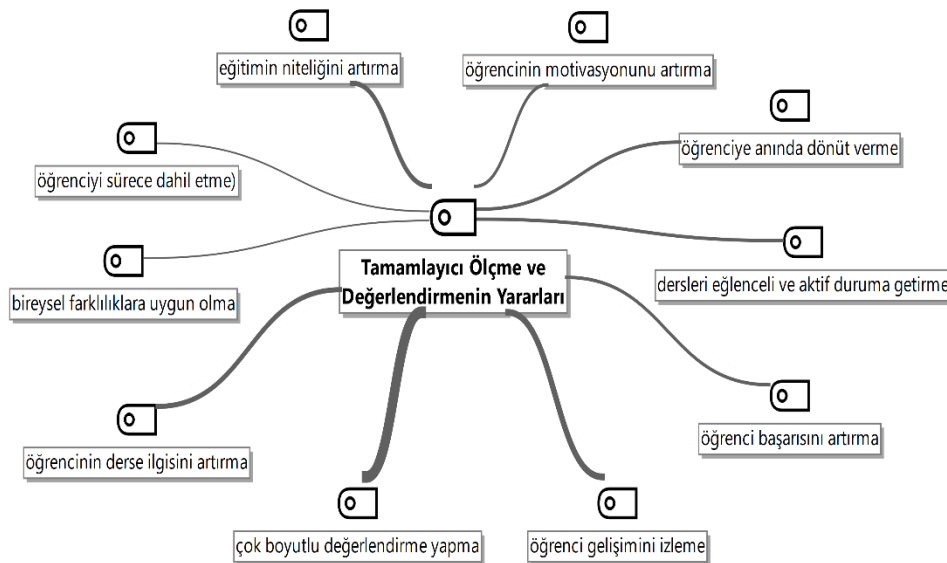 eğitimin niteliğini artırma
öğrencinin motivasyonunu artırma
öğrenciye anında dönüt verme
öğrenciyi sürece dahil etme)
Tamamlayıcı Ölçme ve
Değerlendirmenin Yararları
dersleri eğlenceli ve aktif duruma getirme
bireysel farklılıklara uygun olma
öğrenci başarısını artırma
öğrencinin derse ilgisini artırma
çok boyutlu değerlendirme yapma
öğrenci gelişimini izleme